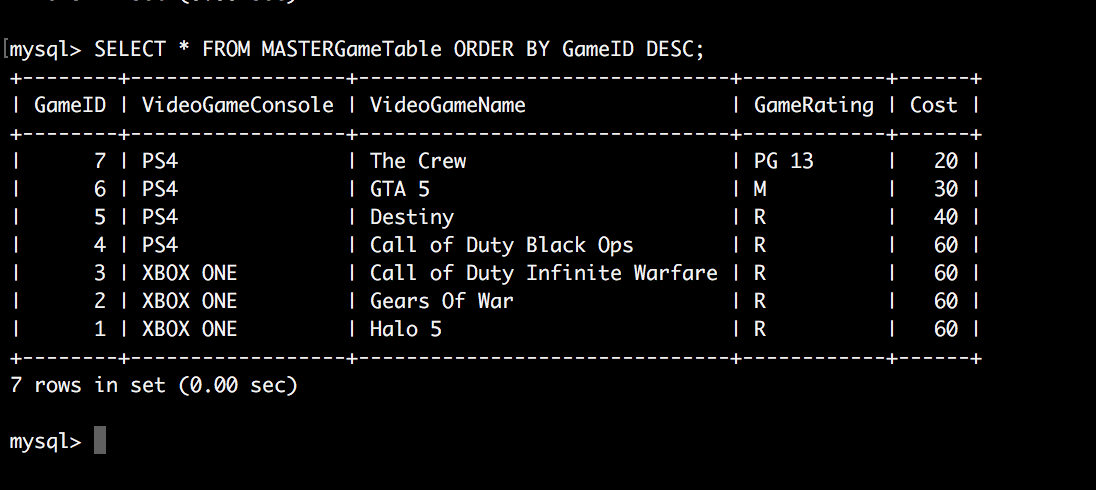 mysql> SELECT * FROM MASTERGameTable ORDER BY GameID DESC;
+--------+------------------+-------------------------------+------------+------+
| GameID | VideoGameConsole | VideoGameName                 | GameRating | Cost |
+--------+------------------+-------------------------------+------------+------+
|      7 | PS4              | The Crew                      | PG 13      |   20 |
|      6 | PS4              | GTA 5                         | M          |   30 |
|      5 | PS4              | Destiny                       | R          |   40 |
|      4 | PS4              | Call of Duty Black Ops        | R          |   60 |
|      3 | XBOX ONE         | Call of Duty Infinite Warfare | R          |   60 |
|      2 | XBOX ONE         | Gears Of War                  | R          |   60 |
|      1 | XBOX ONE         | Halo 5                        | R          |   60 |
+--------+------------------+-------------------------------+------------+------+
7 rows in set (0.00 sec)
mysql>